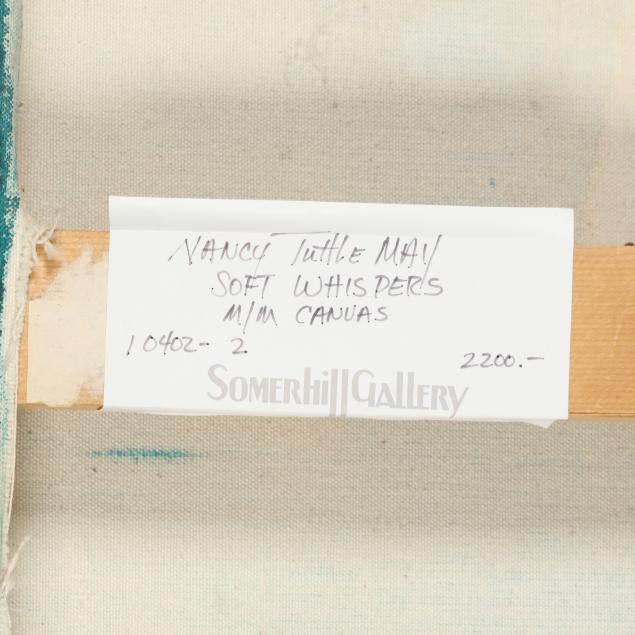 NANCY TUTTLE MAY
SOFT WHISPERS
M/M CANVAS
10402- 2
2200.-
SOMERHILL GALLERY